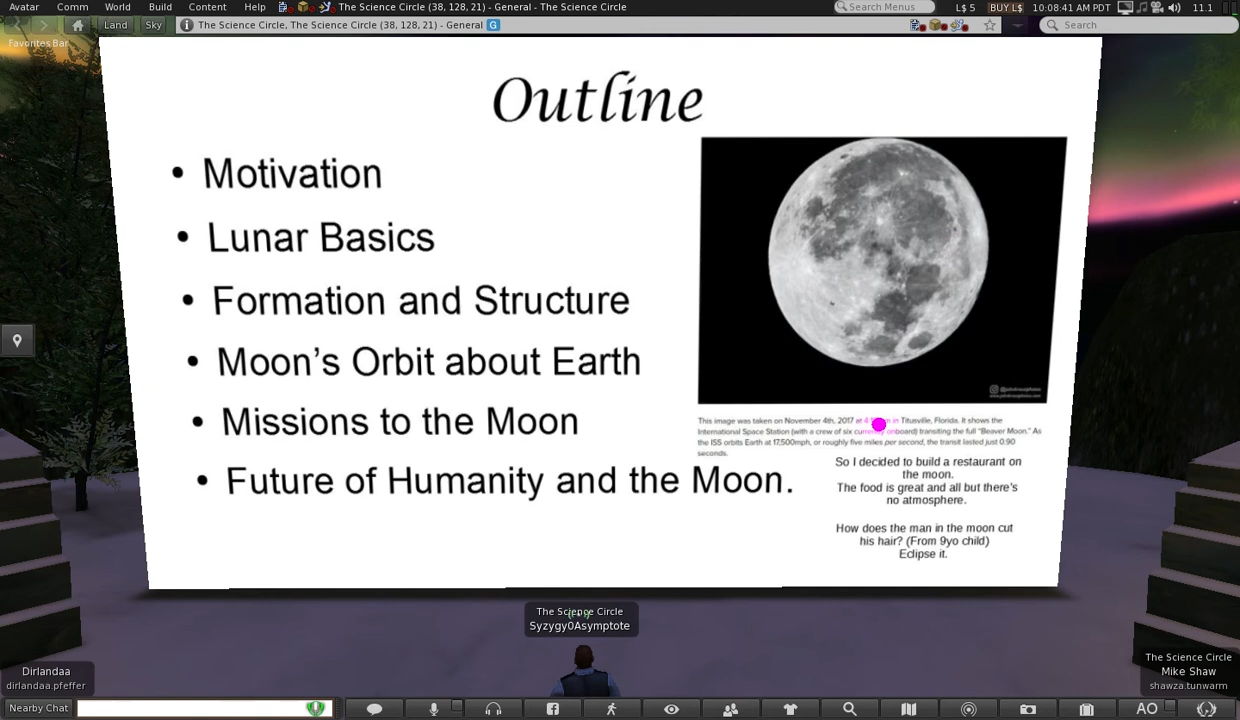 Avatar Comm World Build Content Help The Science Circle (38, 128, 21) - General - The Science Circle Search Menus L$ 5 BUY L$ 10:08:41 AM PDT 11.1
Land Sky The Science Circle, The Science Circle (38, 128, 21) - General G Search
Favorites Bar
Outline
• Motivation
• Lunar Basics
• Formation and Structure
• Moon's Orbit about Earth
• Missions to the Moon
• Future of Humanity and the Moon.
This image was taken on November 4th, 2017 at in Titusville, Florida. It shows the
International Space Station (with a crew of six currently onboard) transiting the full "Beaver Moon." As
the ISS orbits Earth at 17,500mph, or roughly five miles per second, the transit lasted just 0.90
seconds.
So I decided to build a restaurant on
the moon.
The food is great and all but there's
no atmosphere.
How does the man in the moon cut
his hair? (From 9yo child)
Eclipse it.
The Science Circle
Syzygy0Asymptote
Dirlandaa
dirlandaa.pfeffer
The Science Circle
Mike Shaw
shawza.tunwarm
Nearby Chat AO